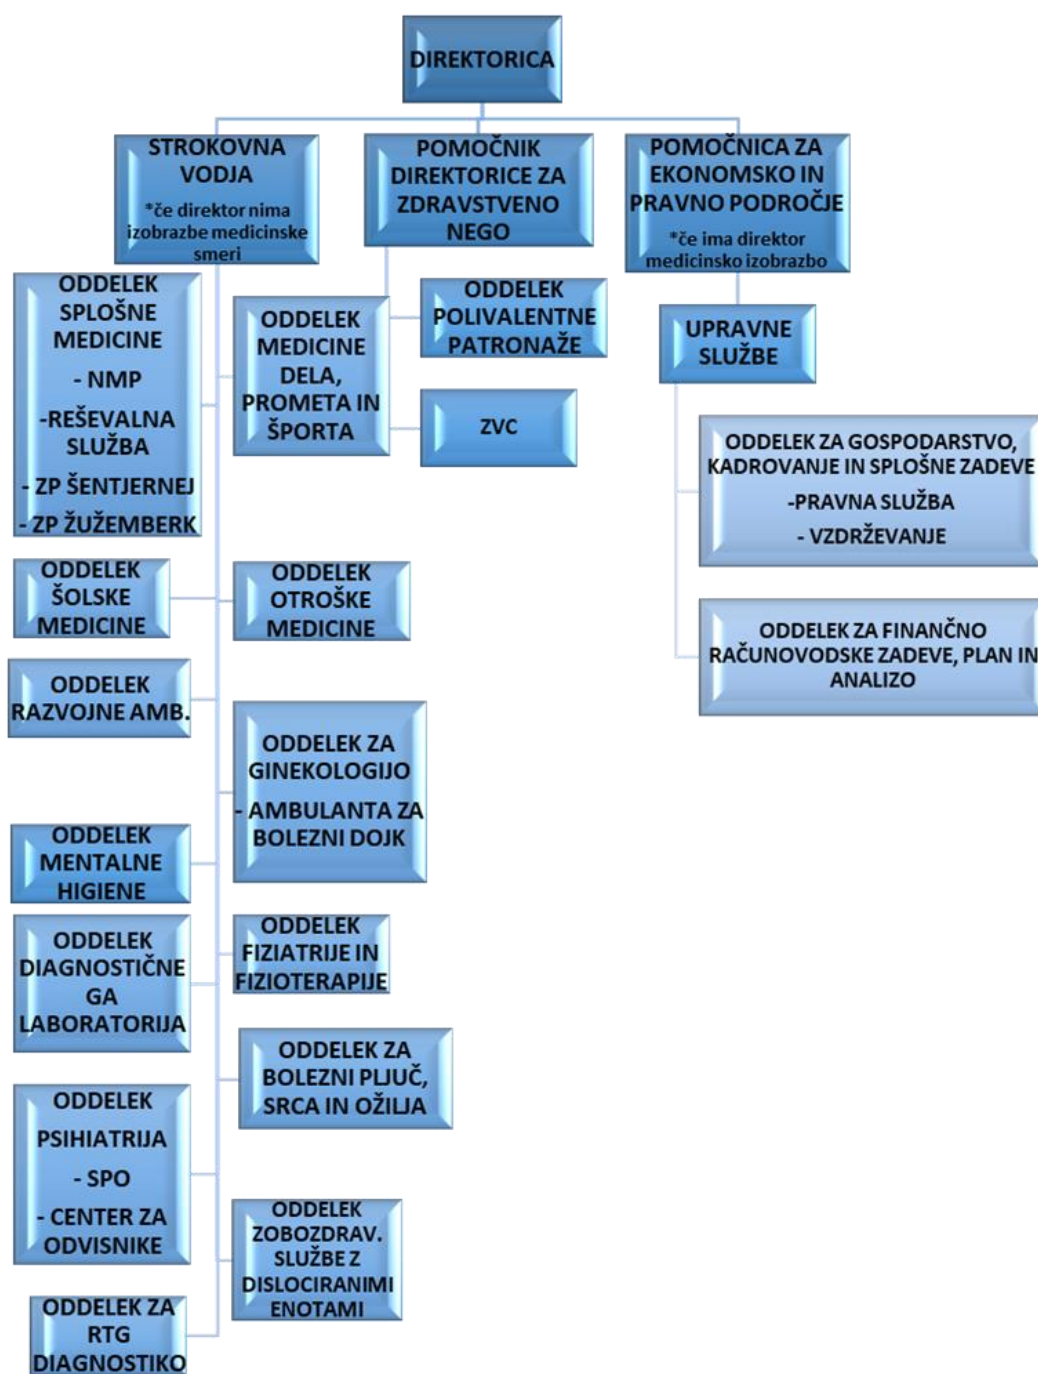 DIREKTORICA
STROKOVNA
VODJA
*če direktor nima
izobrazbe medicinske
smeri
POMOČNIK
DIREKTORICE ZA
ZDRAVSTVENO
NEGO
POMOČNICA ZA
EKONOMSKO IN
PRAVNO PODROČJE
*če ima direktor
medicinsko izobrazbo
ODDELEK
SPLOŠNE
MEDICINE
- NMP
-REŠEVALNA
SLUŽBA
- ZP ŠENTJERNEJ
- ZP ŽUŽEMBERK
ODDELEK
MEDICINE
DELA,
PROMETA IN
ŠPORTA
ODDELEK
POLIVALENTNE
PATRONAŽE
ZVC
UPRAVNE
SLUŽBE
ODDELEK ZA GOSPODARSTVO,
KADROVANJE IN SPLOŠNE ZADEVE
-PRAVNA SLUŽBA
- VZDRŽEVANJE
ODDELEK ZA FINANČNO
RAČUNOVODSKE ZADEVE, PLAN IN
ANALIZO
ODDELEK
ŠOLSKE
MEDICINE
ODDELEK
OTROŠKE
MEDICINE
ODDELEK
RAZVOJNE AMB.
ODDELEK ZA
GINEKOLOGIJO
- AMBULANTA ZA
BOLEZNI DOJK
ODDELEK
MENTALNE
HIGIENE
ODDELEK
DIAGNOSTIČNE
GA
LABORATORIJA
ODDELEK
FIZIATRIJE IN
FIZIOTERAPIJE
ODDELEK ZA
BOLEZNI PLJUČ,
SRCA IN OŽILJA
ODDELEK
PSIHIATRIJA
- SPO
- CENTER ZA
ODVISNIKE
ODDELEK
ZOBOZDRAV.
SLUŽBE Z
DISLOCIRANIMI
ENOTAMI
ODDELEK ZA
RTG
DIAGNOSTIKO